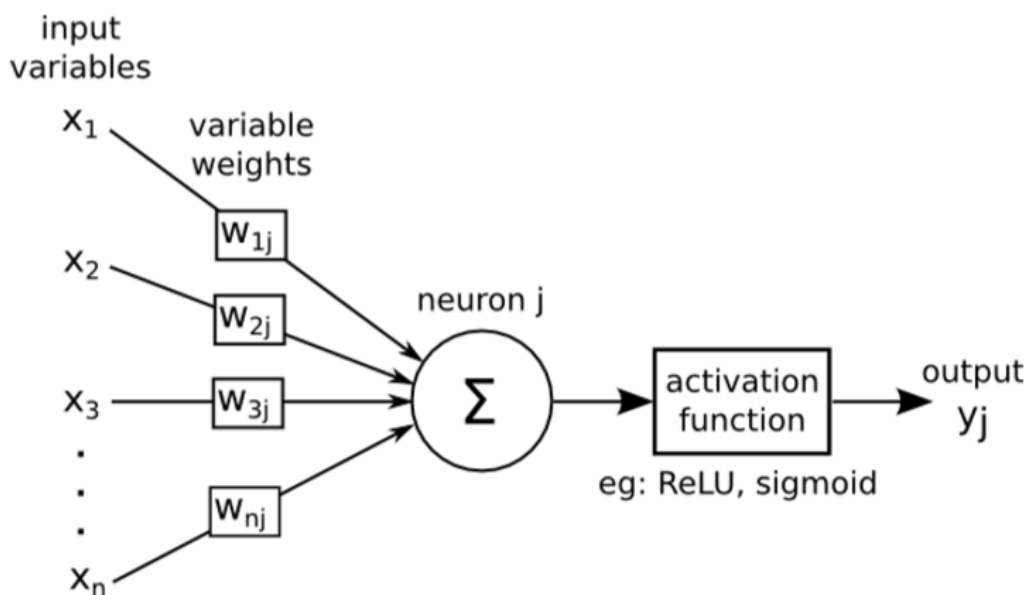 input
variables
x1
variable
weights
w1j
x2
w2j
neuron j
x3
w3j
Σ
activation
function
output
yj
eg: ReLU, sigmoid
.
.
.
wnj
xn